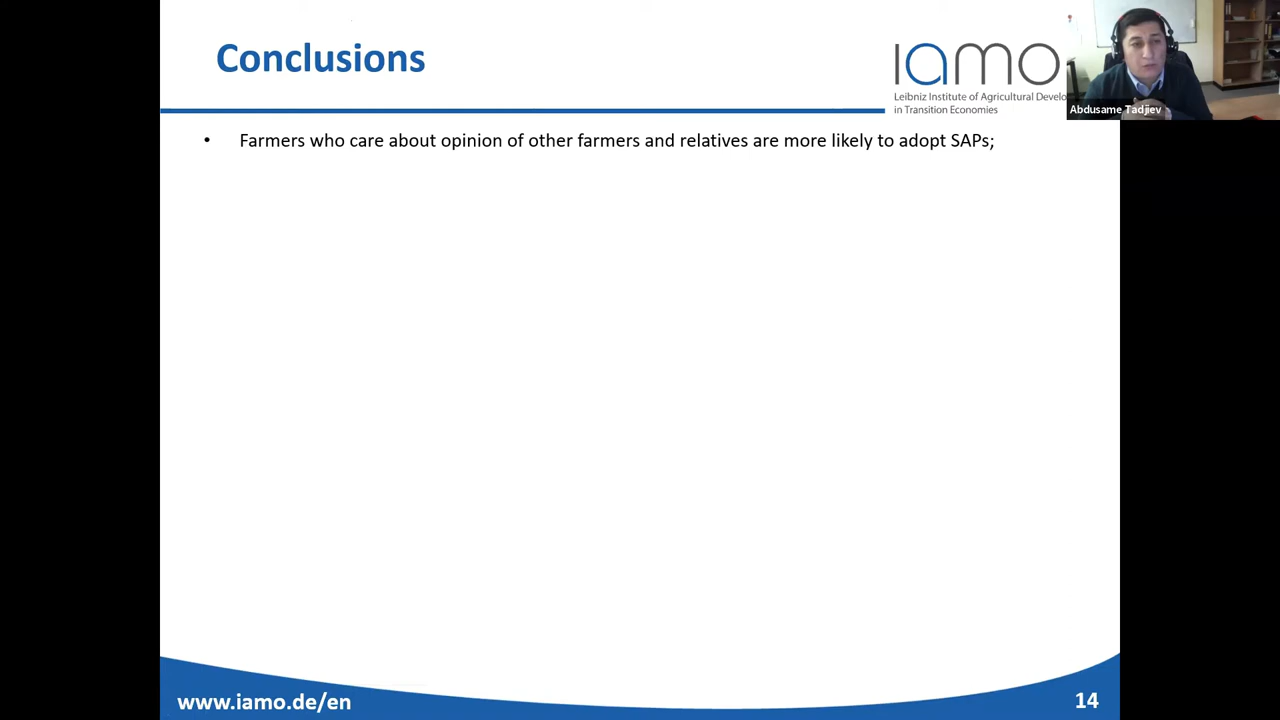 Conclusions
iamo
Leibniz Institute of Agricultural Develo
in Transition Economies
Abdusame Tadjiev
• Farmers who care about opinion of other farmers and relatives are more likely to adopt SAPs;
www.iamo.de/en
14